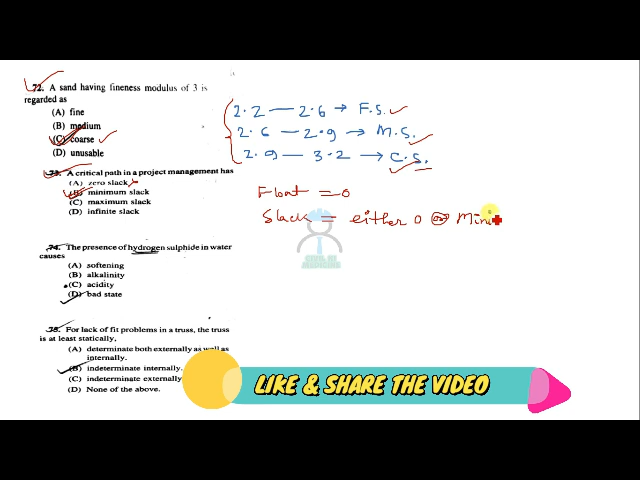 72. A sand having fineness modulus of 3 is
regarded as
(A) fine
(B) medium
(C) coarse
(D) unusable
73. A critical path in a project management has
(A) zero slack
(B) minimum slack
(C) maximum slack
(D) infinite slack
74. The presence of hydrogen sulphide in water
causes
(A) softening
(B) alkalinity
(C) acidity
(D) bad state
75. For lack of fit problems in a truss, the truss
is at least statically,
(A) determinate both externally as well as
internally.
(B) indeterminate internally.
(C) indeterminate externally
(D) None of the above.
2.2 — 2.6 → F.S.
2.6 — 2.9 → M.S.
2.9 — 3.2 → C.S.
Float = 0
Slack = either 0 or Mini
CIVIL KI
MEDICINE
LIKE & SHARE THE VIDEO